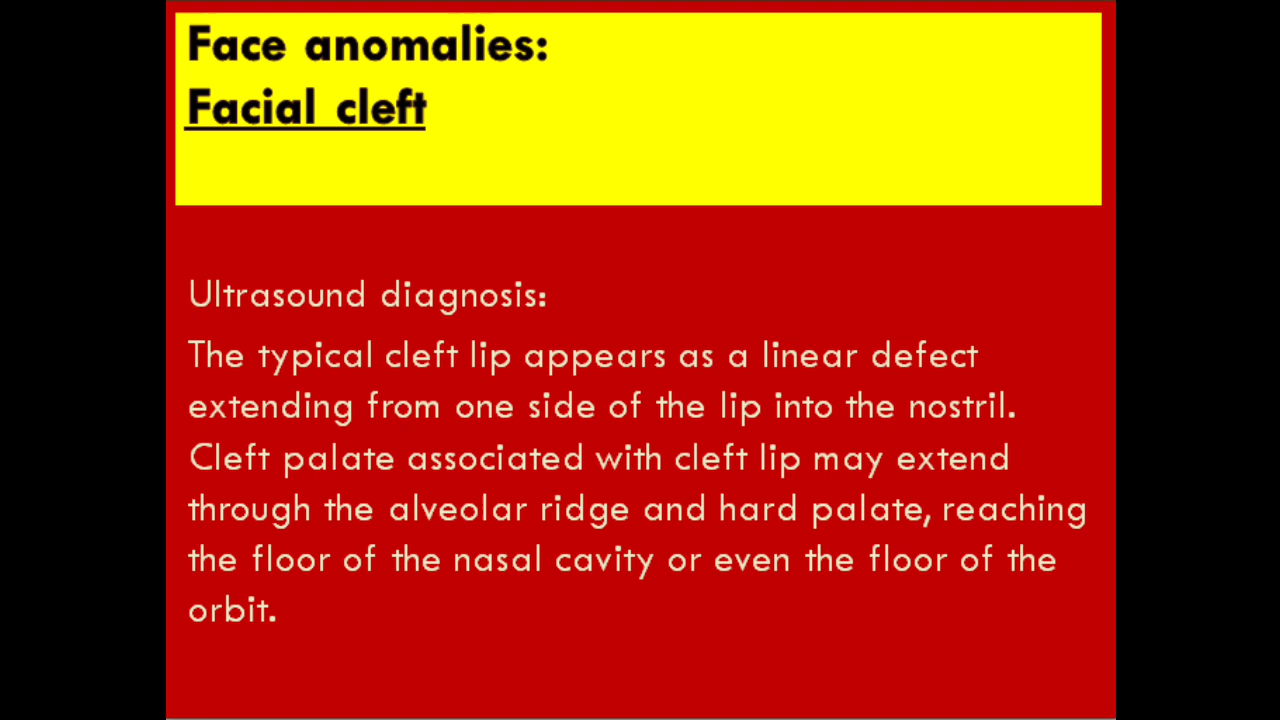 Face anomalies:
Facial cleft
Ultrasound diagnosis:
The typical cleft lip appears as a linear defect
extending from one side of the lip into the nostril.
Cleft palate associated with cleft lip may extend
through the alveolar ridge and hard palate, reaching
the floor of the nasal cavity or even the floor of the
orbit.